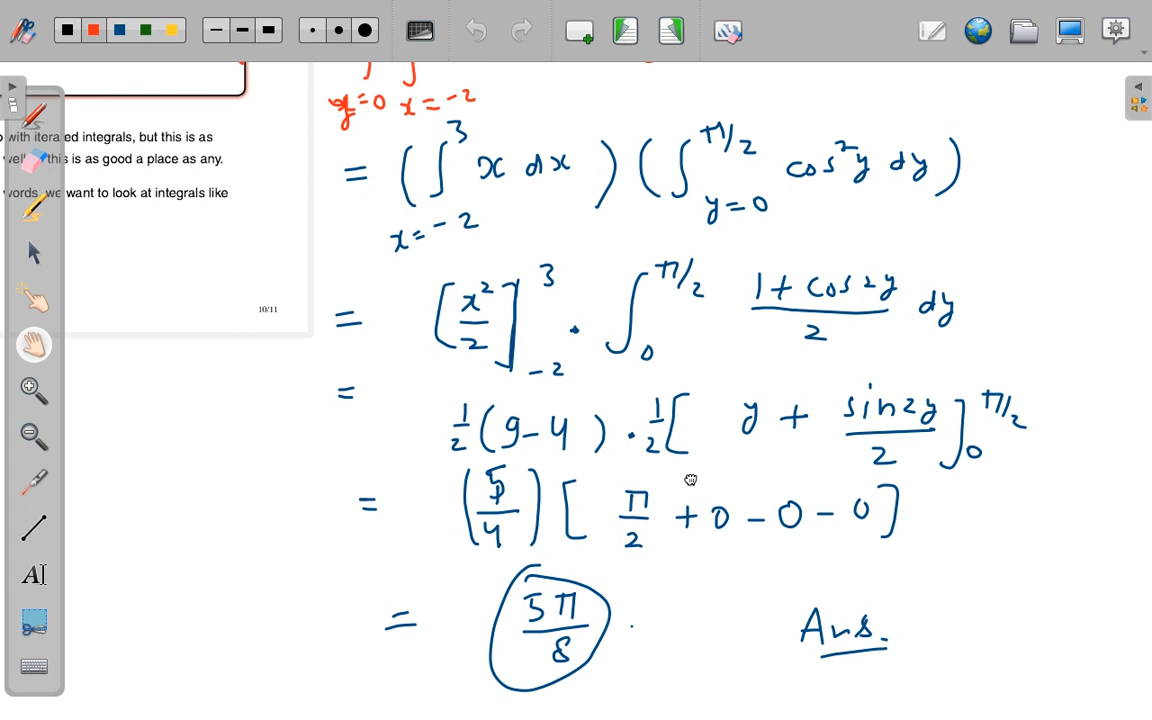 y=0 x=-2
with iterated integrals, but this is as
well this is as good a place as any.
words, we want to look at integrals like
10/11
= (∫_{x=-2}^{3} x dx) (∫_{y=0}^{π/2} cos²y dy)
= [x²/2]_{-2}^{3} · ∫_{0}^{π/2} (1+cos2y)/2 dy
= 1/2 (9-4) · 1/2 [y + sin2y/2]_{0}^{π/2}
= (5/4) [π/2 + 0 - 0 - 0]
= 5π/8 . Ans.
AI